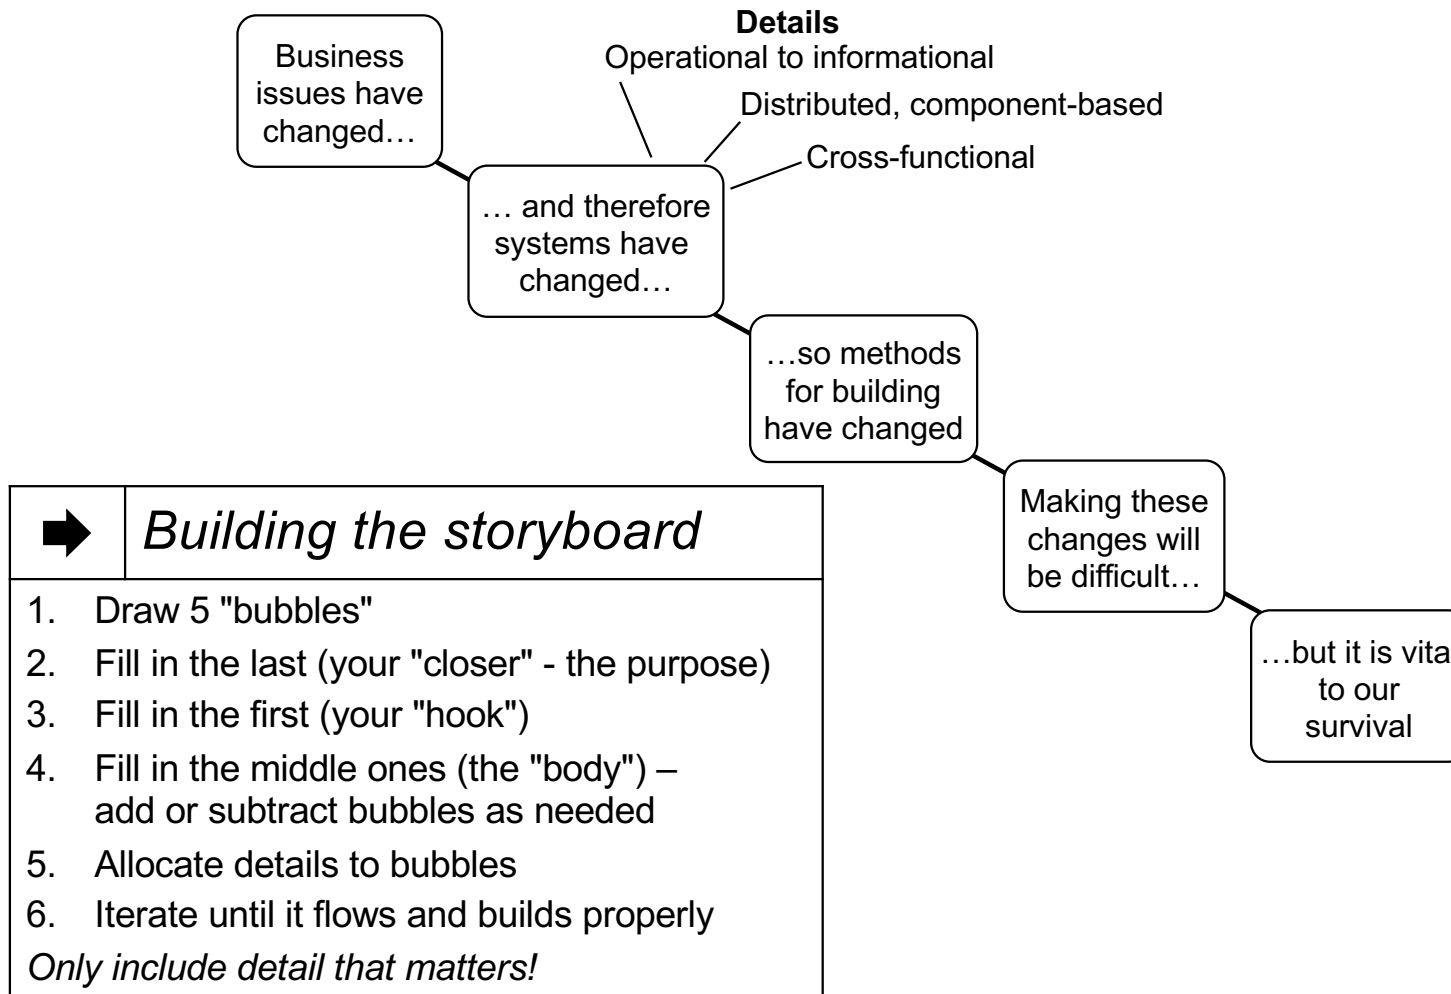 Details
Operational to informational
Distributed, component-based
Cross-functional
Business
issues have
changed…
… and therefore
systems have
changed…
…so methods
for building
have changed
Making these
changes will
be difficult…
…but it is vita
to our
survival
Building the storyboard
1. Draw 5 "bubbles"
2. Fill in the last (your "closer" - the purpose)
3. Fill in the first (your "hook")
4. Fill in the middle ones (the "body") –
add or subtract bubbles as needed
5. Allocate details to bubbles
6. Iterate until it flows and builds properly
Only include detail that matters!